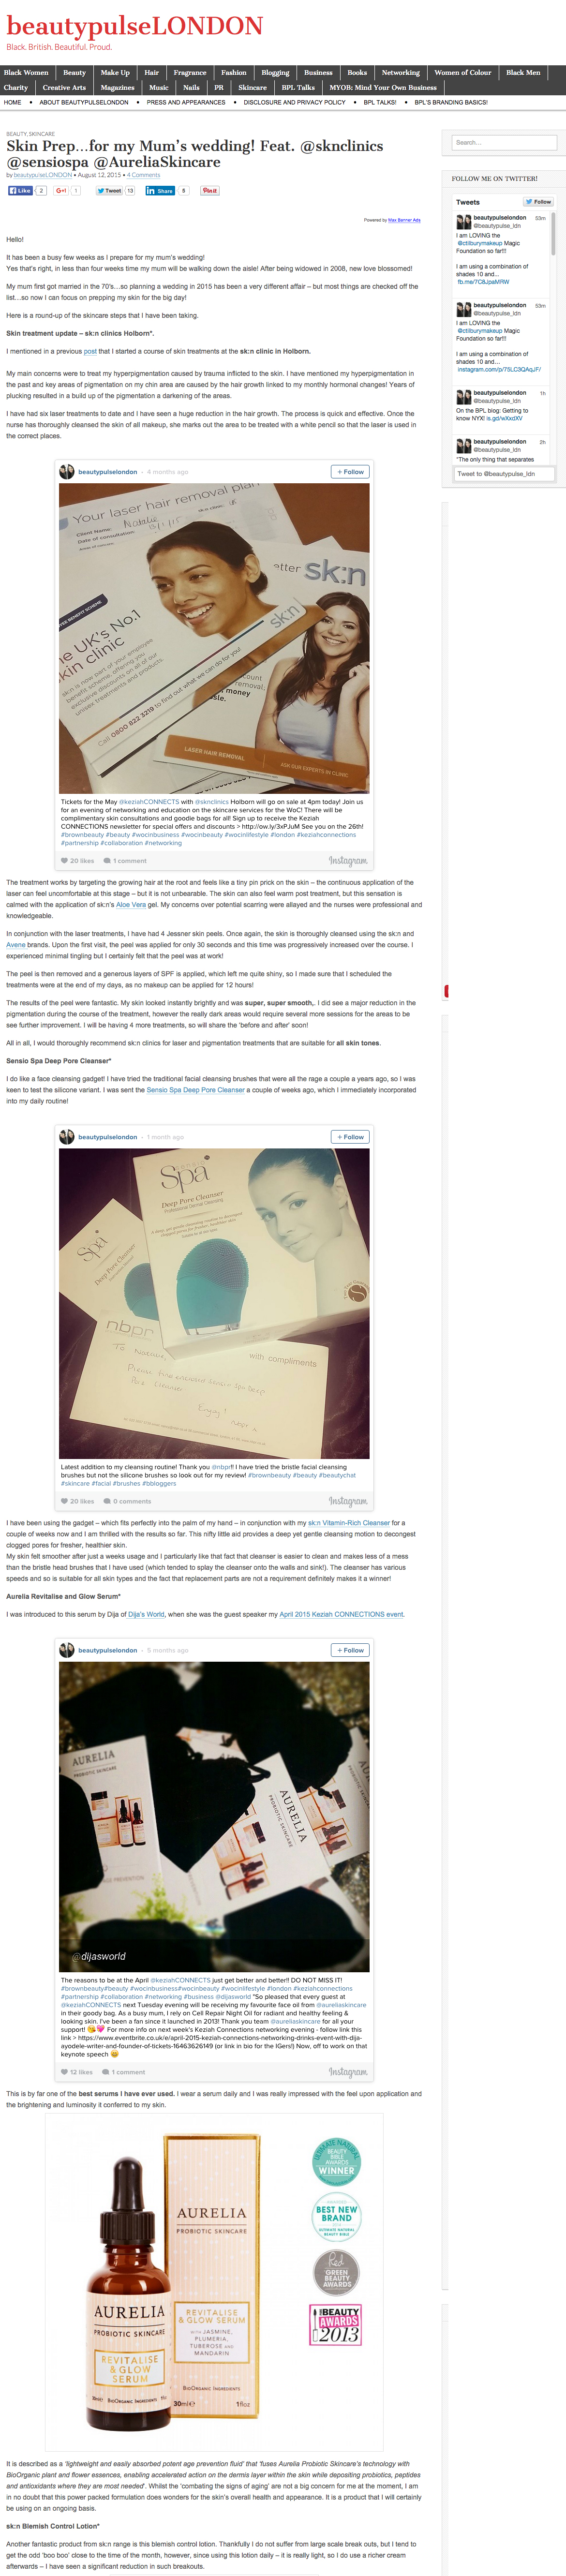 beautypulseLONDON
Black. British. Beautiful. Proud.
Black Women Beauty Make Up Hair Fragrance Fashion Blogging Business Books Networking Women of Colour Black Men
Charity Creative Arts Magazines Music Nails PR Skincare BPL Talks MYOB: Mind Your Own Business
HOME • ABOUT BEAUTYPULSELONDON • PRESS AND APPEARANCES • DISCLOSURE AND PRIVACY POLICY • BPL TALKS! • BPL'S BRANDING BASICS!
BEAUTY, SKINCARE
Skin Prep…for my Mum's wedding! Feat. @sknclinics
@sensiospa @AureliaSkincare
by beautypulseLONDON • August 12, 2015 • 4 Comments
Like 2 G+1 1 Tweet 13 in Share 5 Pin it
Powered by Max Banner Ads
Hello!
It has been a busy few weeks as I prepare for my mum's wedding!
Yes that's right, in less than four weeks time my mum will be walking down the aisle! After being widowed in 2008, new love blossomed!
My mum first got married in the 70's…so planning a wedding in 2015 has been a very different affair – but most things are checked off the
list…so now I can focus on prepping my skin for the big day!
Here is a round-up of the skincare steps that I have been taking.
Skin treatment update – sk:n clinics Holborn*.
I mentioned in a previous post that I started a course of skin treatments at the sk:n clinic in Holborn.
My main concerns were to treat my hyperpigmentation caused by trauma inflicted to the skin. I have mentioned my hyperpigmentation in
the past and key areas of pigmentation on my chin area are caused by the hair growth linked to my monthly hormonal changes! Years of
plucking resulted in a build up of the pigmentation and a darkening of the areas.
I have had six laser treatments to date and I have seen a huge reduction in the hair growth. The process is quick and effective. Once the
nurse has thoroughly cleansed the skin of all makeup, she marks out the area to be treated with a white pencil so that the laser is used in
the correct places.
beautypulselondon • 4 months ago
+ Follow
Your laser hair removal plan
Client Name:
Date of consultation:
sk:n
sk:n
The UK's No.1
skin clinic
sk:n is now part of your employee
benefit scheme, offering you
exclusive discounts on all of our
unisex treatments and products.
Call 0800 822 3219 to find out what we can do for you
LASER HAIR REMOVAL
ASK OUR EXPERTS IN CLINIC
Tickets for the May @keziahCONNECTS with @sknclinics Holborn will go on sale at 4pm today! Join us
for an evening of networking and education on the skincare services for the WoC! There will be
complimentary skin consultations and goodie bags for all! Sign up to receive the Keziah
CONNECTIONS newsletter for special offers and discounts > http://ow.ly/3xPJuM See you on the 26th!
#brownbeauty #beauty #wocinbusiness #wocinbeauty #wocinlifestyle #london #keziahconnections
#partnership #collaboration #networking
20 likes 1 comment Instagram
The treatment works by targeting the growing hair at the root and feels like a tiny pin prick on the skin – the continuous application of the
laser can feel uncomfortable at this stage – but it is not unbearable. The skin can also feel warm post treatment, but this sensation is
calmed with the application of sk:n's Aloe Vera gel. My concerns over potential scarring were allayed and the nurses were professional and
knowledgeable.
In conjunction with the laser treatments, I have had 4 Jessner skin peels. Once again, the skin is thoroughly cleansed using the sk:n and
Avene brands. Upon the first visit, the peel was applied for only 30 seconds and this time was progressively increased over the course. I
experienced minimal tingling but I certainly felt that the peel was at work!
The peel is then removed and a generous layers of SPF is applied, which left me quite shiny, so I made sure that I scheduled the
treatments were at the end of my days, as no makeup can be applied for 12 hours!
The results of the peel were fantastic. My skin looked instantly brightly and was super, super smooth,. I did see a major reduction in the
pigmentation during the course of the treatment, however the really dark areas would require several more sessions for the areas to be
see further improvement. I will be having 4 more treatments, so will share the 'before and after' soon!
All in all, I would thoroughly recommend sk:n clinics for laser and pigmentation treatments that are suitable for all skin tones.
Sensio Spa Deep Pore Cleanser*
I do like a face cleansing gadget! I have tried the traditional facial cleansing brushes that were all the rage a couple a years ago, so I was
keen to test the silicone variant. I was sent the Sensio Spa Deep Pore Cleanser a couple of weeks ago, which I immediately incorporated
into my daily routine!
beautypulselondon • 1 month ago
+ Follow
Spa
Deep Pore Cleanser
Spa
Deep Pore Cleanser
nbpr
with compliments
Latest addition to my cleansing routine! Thank you @nbpr!! I have tried the bristle facial cleansing
brushes but not the silicone brushes so look out for my review! #brownbeauty #beauty #beautychat
#skincare #facial #brushes #bbloggers
20 likes 0 comments Instagram
I have been using the gadget – which fits perfectly into the palm of my hand – in conjunction with my sk:n Vitamin-Rich Cleanser for a
couple of weeks now and I am thrilled with the results so far. This nifty little aid provides a deep yet gentle cleansing motion to decongest
clogged pores for fresher, healthier skin.
My skin felt smoother after just a weeks usage and I particularly like that fact that cleanser is easier to clean and makes less of a mess
than the bristle head brushes that I have used (which tended to splay the cleanser onto the walls and sink!). The cleanser has various
speeds and so is suitable for all skin types and the fact that replacement parts are not a requirement definitely makes it a winner!
Aurelia Revitalise and Glow Serum*
I was introduced to this serum by Dija of Dija's World, when she was the guest speaker my April 2015 Keziah CONNECTIONS event.
beautypulselondon • 5 months ago
+ Follow
AURELIA
PROBIOTIC SKINCARE
AURELIA
PROBIOTIC SKINCARE
@dijasworld
The reasons to be at the April @keziahCONNECTS just get better and better!! DO NOT MISS IT!
#brownbeauty#beauty #wocinbusiness#wocinbeauty #wocinlifestyle #london #keziahconnections
#partnership #collaboration #networking #business @dijasworld "So pleased that every guest at
@keziahCONNECTS next Tuesday evening will be receiving my favourite face oil from @aureliaskincare
in their goody bag. As a busy mum, I rely on Cell Repair Night Oil for radiant and healthy feeling &
looking skin. I've been a fan since it launched in 2013! Thank you team @aureliaskincare for all your
support! 😘💖 For more info on next week's Keziah Connections networking evening - follow link this
link > https://www.eventbrite.co.uk/e/april-2015-keziah-connections-networking-drinks-event-with-dija-
ayodele-writer-and-founder-of-tickets-16463626149 (or link in bio for the IGers!) Now, off to work on that
keynote speech 😄
12 likes 1 comment Instagram
This is by far one of the best serums I have ever used. I wear a serum daily and I was really impressed with the feel upon application and
the brightening and luminosity it conferred to my skin.
AURELIA
PROBIOTIC SKINCARE
REVITALISE
& GLOW SERUM
WITH JASMINE,
PLUMERIA,
TUBEROSE AND
MANDARIN
BIOORGANIC INGREDIENTS
30ml e 1floz
AURELIA
PROBIOTIC SKINCARE
REVITALISE
& GLOW
SERUM
30ml BIOORGANIC INGREDIENTS 1floz
ULTIMATE NATURAL
BEAUTY
BIBLE
AWARDS
WINNER
AWARDED
BEST NEW
BRAND
ULTIMATE NATURAL
BEAUTY BIBLE
Red
GREEN
BEAUTY
AWARDS
BEAUTY
AWARDS
2013
It is described as a 'lightweight and easily absorbed potent age prevention fluid' that 'fuses Aurelia Probiotic Skincare's technology with
BioOrganic plant and flower essences, enabling accelerated action on the dermis layer within the skin while depositing probiotics, peptides
and antioxidants where they are most needed'. Whilst the 'combating the signs of aging' are not a big concern for me at the moment, I am
in no doubt that this power packed formulation does wonders for the skin's overall health and appearance. It is a product that I will certainly
be using on an ongoing basis.
sk:n Blemish Control Lotion*
Another fantastic product from sk:n range is this blemish control lotion. Thankfully I do not suffer from large scale break outs, but I tend to
get the odd 'boo boo' close to the time of the month, however, since using this lotion daily – it is really light, so I do use a richer cream
afterwards – I have seen a significant reduction in such breakouts.
Search...
FOLLOW ME ON TWITTER!
Tweets Follow
beautypulselondon 53m
@beautypulse_ldn
I am LOVING the
@ctilburymakeup Magic
Foundation so far!!!
I am using a combination of
shades 10 and...
fb.me/7C8JpaMRW
beautypulselondon 53m
@beautypulse_ldn
I am LOVING the
@ctilburymakeup Magic
Foundation so far!!!
I am using a combination of
shades 10 and...
instagram.com/p/75LC3QAqJF/
beautypulselondon 1h
@beautypulse_ldn
On the BPL blog: Getting to
know NYX! is.gd/wXxdXV
beautypulselondon 2h
@beautypulse_ldn
"The only thing that separates
Tweet to @beautypulse_ldn